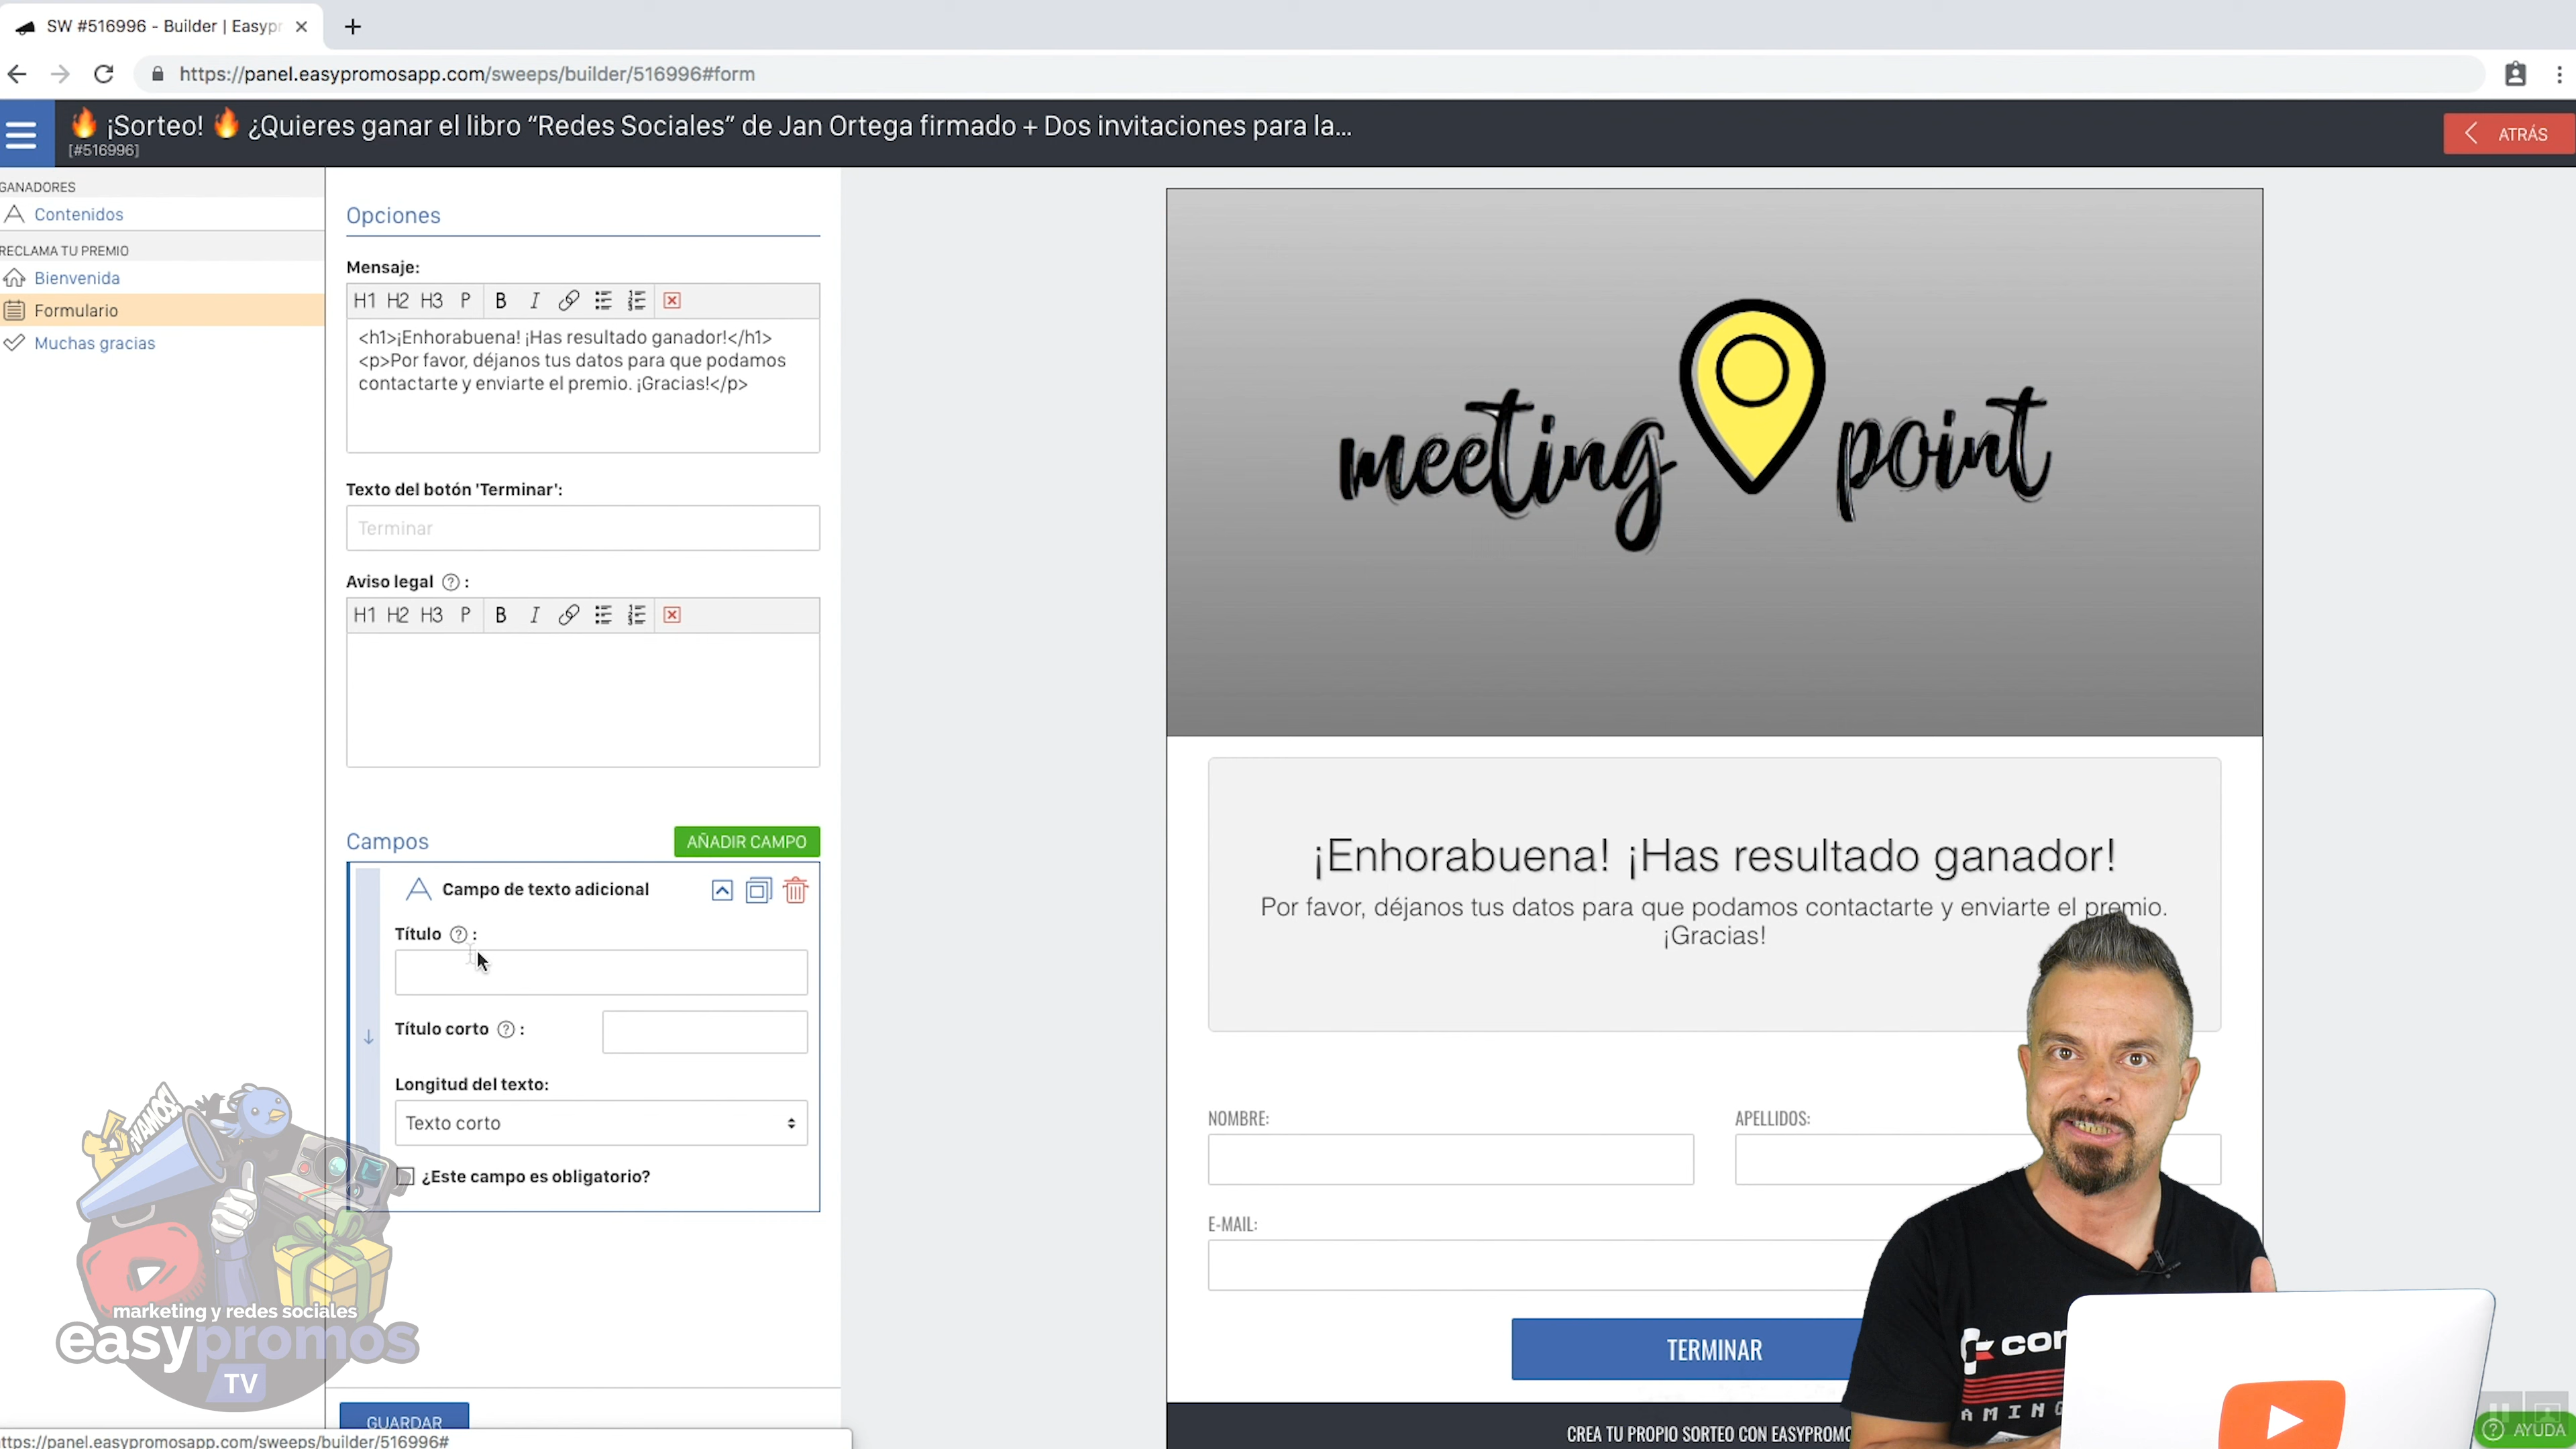 SW #516996 - Builder | Easypr
https://panel.easypromosapp.com/sweeps/builder/516996#form
🔥 ¡Sorteo! 🔥 ¿Quieres ganar el libro “Redes Sociales” de Jan Ortega firmado + Dos invitaciones para la...
[#516996]
ATRÁS
GANADORES
Contenidos
RECLAMA TU PREMIO
Bienvenida
Formulario
Muchas gracias
Opciones
Mensaje:
H1 H2 H3 P B I
<h1>¡Enhorabuena! ¡Has resultado ganador!</h1>
<p>Por favor, déjanos tus datos para que podamos
contactarte y enviarte el premio. ¡Gracias!</p>
Texto del botón 'Terminar':
Terminar
Aviso legal ? :
H1 H2 H3 P B I
Campos
AÑADIR CAMPO
Campo de texto adicional
Título ? :
Título corto ? :
Longitud del texto:
Texto corto
¿Este campo es obligatorio?
GUARDAR
ttps://panel.easypromosapp.com/sweeps/builder/516996#
¡VAMOS!
marketing y redes sociales
easypromos
TV
meeting point
¡Enhorabuena! ¡Has resultado ganador!
Por favor, déjanos tus datos para que podamos contactarte y enviarte el premio.
¡Gracias!
NOMBRE:
APELLIDOS:
E-MAIL:
TERMINAR
CREA TU PROPIO SORTEO CON EASYPROMO
com
AMING
? AYUDA